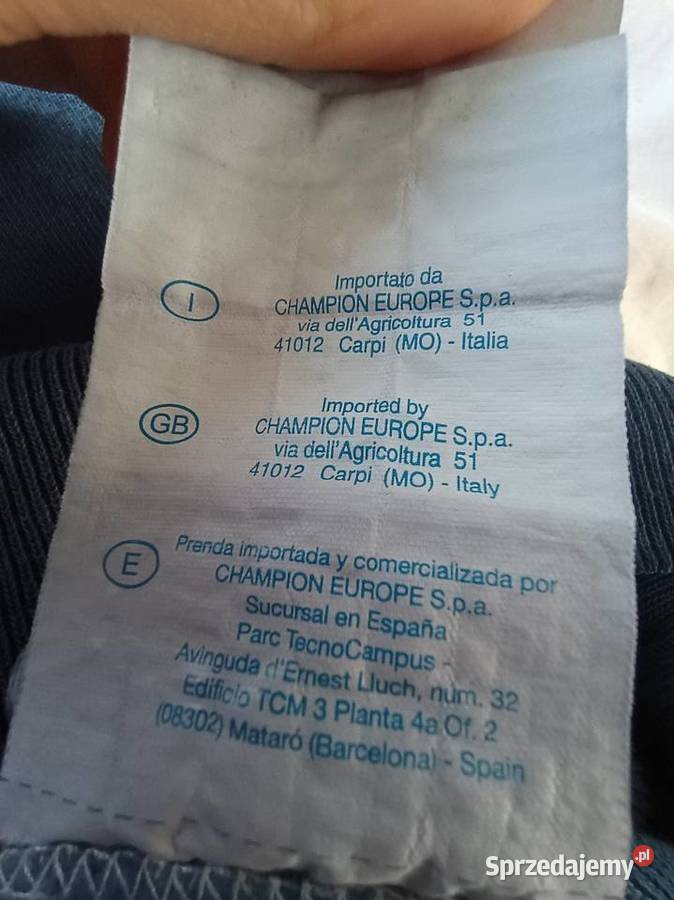 I
Importato da
CHAMPION EUROPE S.p.a.
via dell'Agricoltura 51
41012 Carpi (MO) - Italia
GB
Imported by
CHAMPION EUROPE S.p.a.
via dell'Agricoltura 51
41012 Carpi (MO) - Italy
E
Prenda importada y comercializada por
CHAMPION EUROPE S.p.a.
Sucursal en España
Parc TecnoCampus -
Avinguda d'Ernest Lluch, num. 32
Edificio TCM 3 Planta 4a Of. 2
(08302) Mataró (Barcelona) - Spain
Sprzedajemy.pl